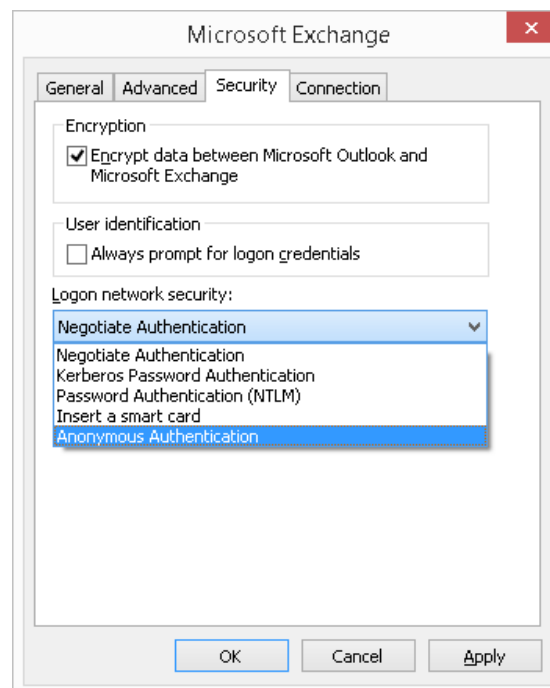 Microsoft Exchange
General Advanced Security Connection
Encryption
Encrypt data between Microsoft Outlook and
Microsoft Exchange
User identification
Always prompt for logon credentials
Logon network security:
Negotiate Authentication
Negotiate Authentication
Kerberos Password Authentication
Password Authentication (NTLM)
Insert a smart card
Anonymous Authentication
OK Cancel Apply